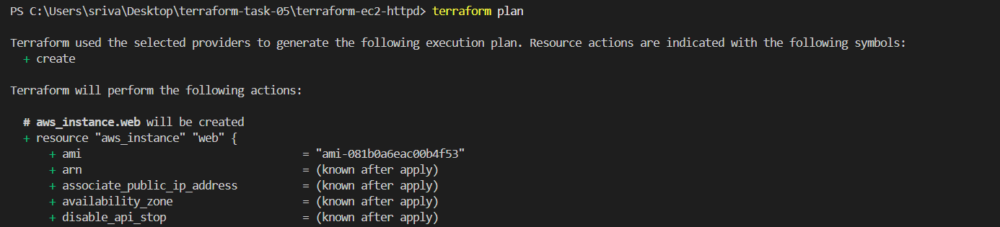 PS C:\Users\sriva\Desktop\terraform-task-05\terraform-ec2-httpd> terraform plan
Terraform used the selected providers to generate the following execution plan. Resource actions are indicated with the following symbols:
+ create
Terraform will perform the following actions:
# aws_instance.web will be created
+ resource "aws_instance" "web" {
+ ami = "ami-081b0a6eac00b4f53"
+ arn = (known after apply)
+ associate_public_ip_address = (known after apply)
+ availability_zone = (known after apply)
+ disable_api_stop = (known after apply)